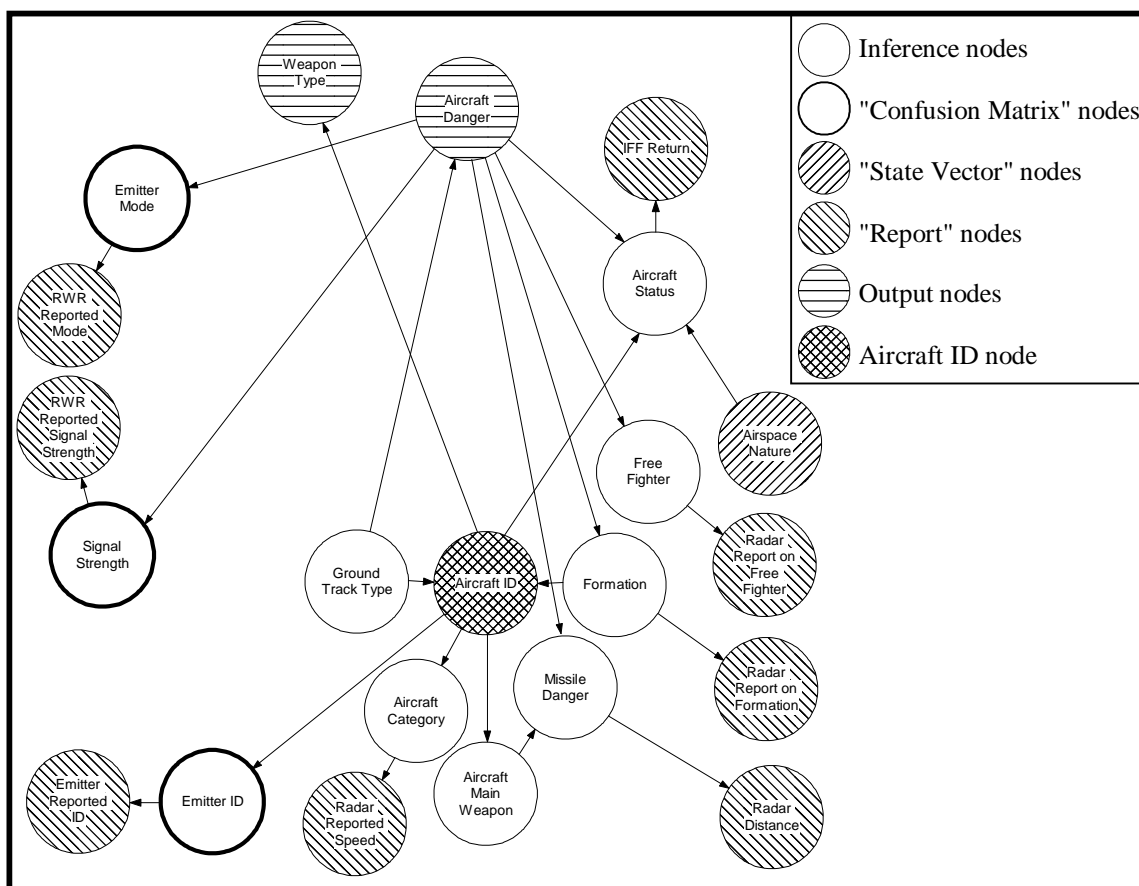 Weapon
Type
Aircraft
Danger
IFF Return
Emitter
Mode
Aircraft
Status
RWR
Reported
Mode
RWR
Reported
Signal
Strength
Airspace
Nature
Free
Fighter
Signal
Strength
Ground
Track Type
Aircraft ID
Formation
Radar
Report on
Free
Fighter
Aircraft
Category
Missile
Danger
Radar
Report on
Formation
Emitter
Reported
ID
Emitter ID
Radar
Reported
Speed
Aircraft
Main
Weapon
Radar
Distance
Inference nodes
"Confusion Matrix" nodes
"State Vector" nodes
"Report" nodes
Output nodes
Aircraft ID node